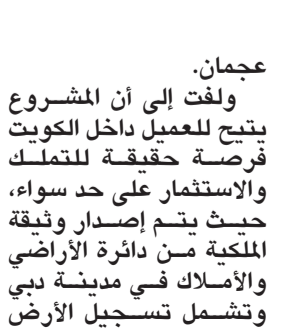 عجمان.
ولفت إلى أن المشروع
يتيح للعميل داخل الكويت
فرصة حقيقة للتملك
والاستثمار على حد سواء،
حيث يتم إصدار وثيقة
الملكية من دائرة الأراضي
والأملاك في مدينة دبي
وتشمل تسجيل الأرض